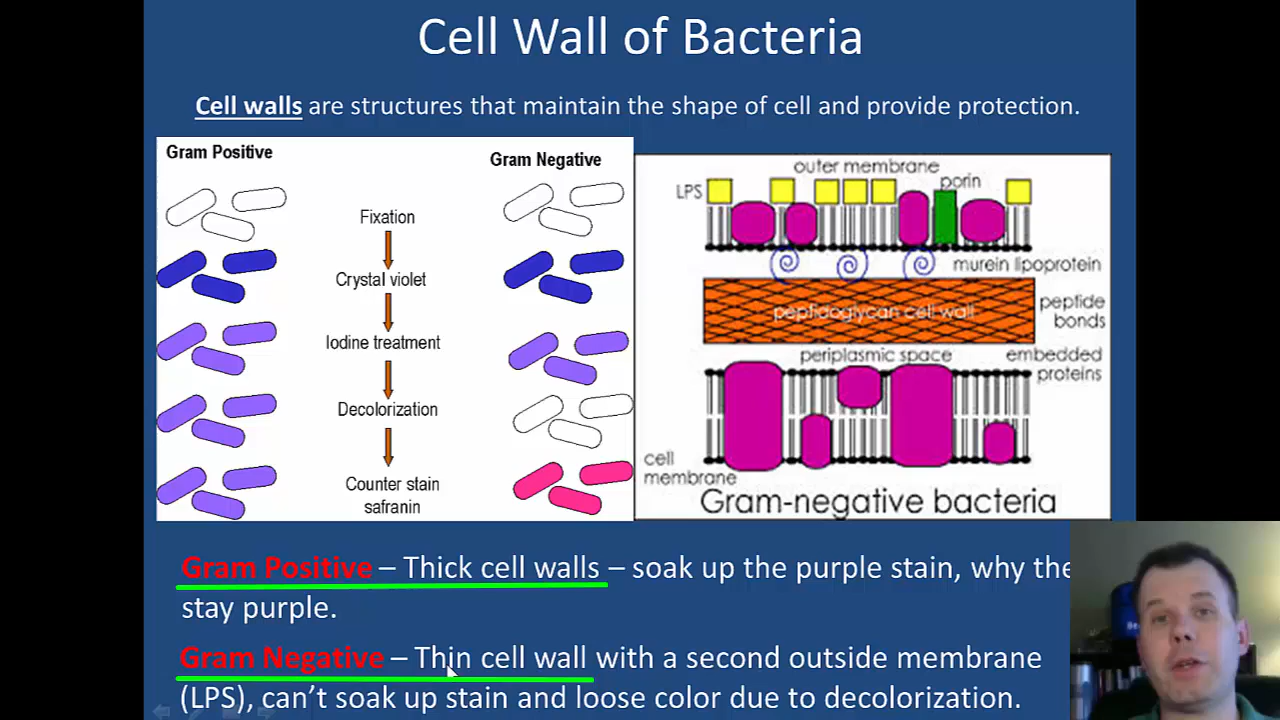 Cell Wall of Bacteria
Cell walls are structures that maintain the shape of cell and provide protection.
Gram Positive
Gram Negative
Fixation
Crystal violet
Iodine treatment
Decolorization
Counter stain
safranin
outer membrane
LPS
porin
murein lipoprotein
peptidoglycan cell wall
peptide
bonds
periplasmic space
embedded
proteins
cell
membrane
Gram-negative bacteria
Gram Positive – Thick cell walls – soak up the purple stain, why the
stay purple.
Gram Negative – Thin cell wall with a second outside membrane
(LPS), can't soak up stain and loose color due to decolorization.